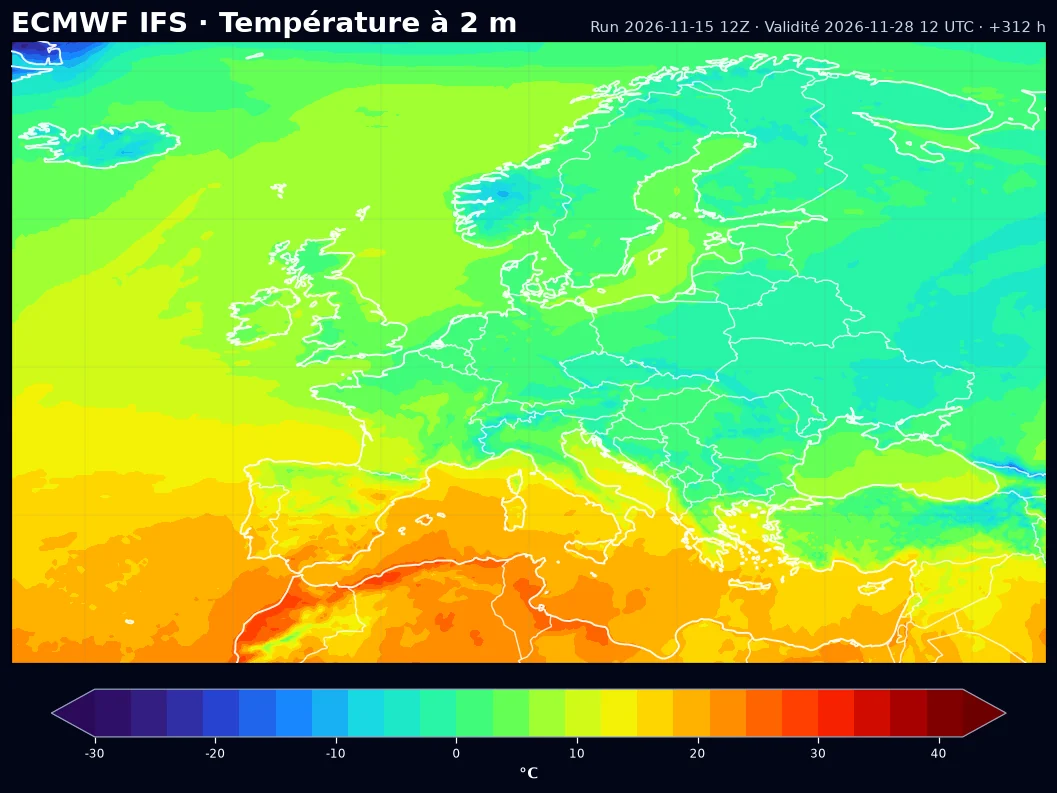 ECMWF IFS · Température à 2 m
Run 2026-11-15 12Z · Validité 2026-11-28 12 UTC · +312 h
-30 -20 -10 0 10 20 30 40
°C